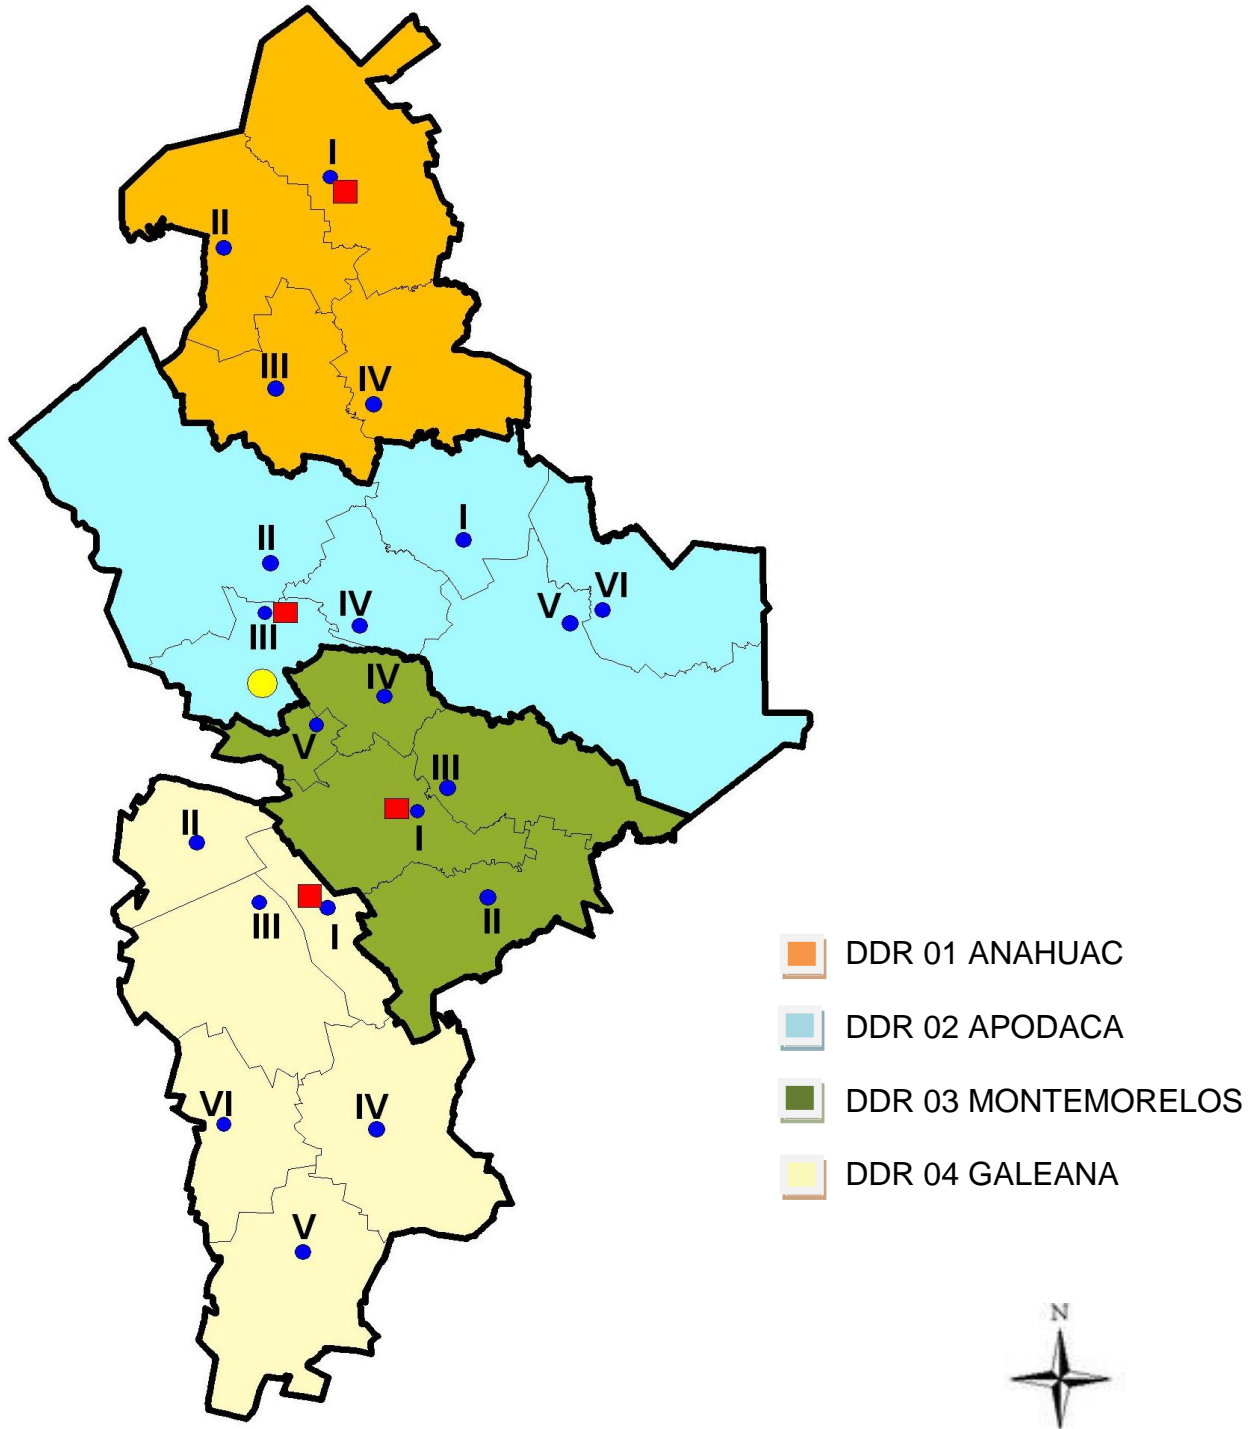 I
II
III
IV
I
II
VI
IV
V
III
IV
V
III
II
I
III
II
I
VI
IV
V
DDR 01 ANAHUAC
DDR 02 APODACA
DDR 03 MONTEMORELOS
DDR 04 GALEANA
N